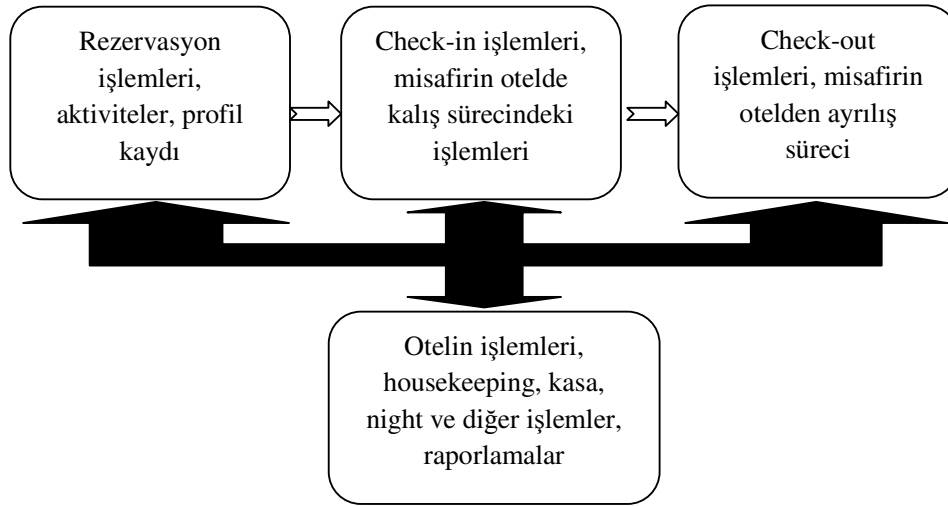 Rezervasyon
işlemleri,
aktiviteler, profil
kaydı
Check-in işlemleri,
misafirin otelde
kalış sürecindeki
işlemleri
Check-out
işlemleri, misafirin
otelden ayrılış
süreci
Otelin işlemleri,
housekeeping, kasa,
night ve diğer işlemler,
raporlamalar